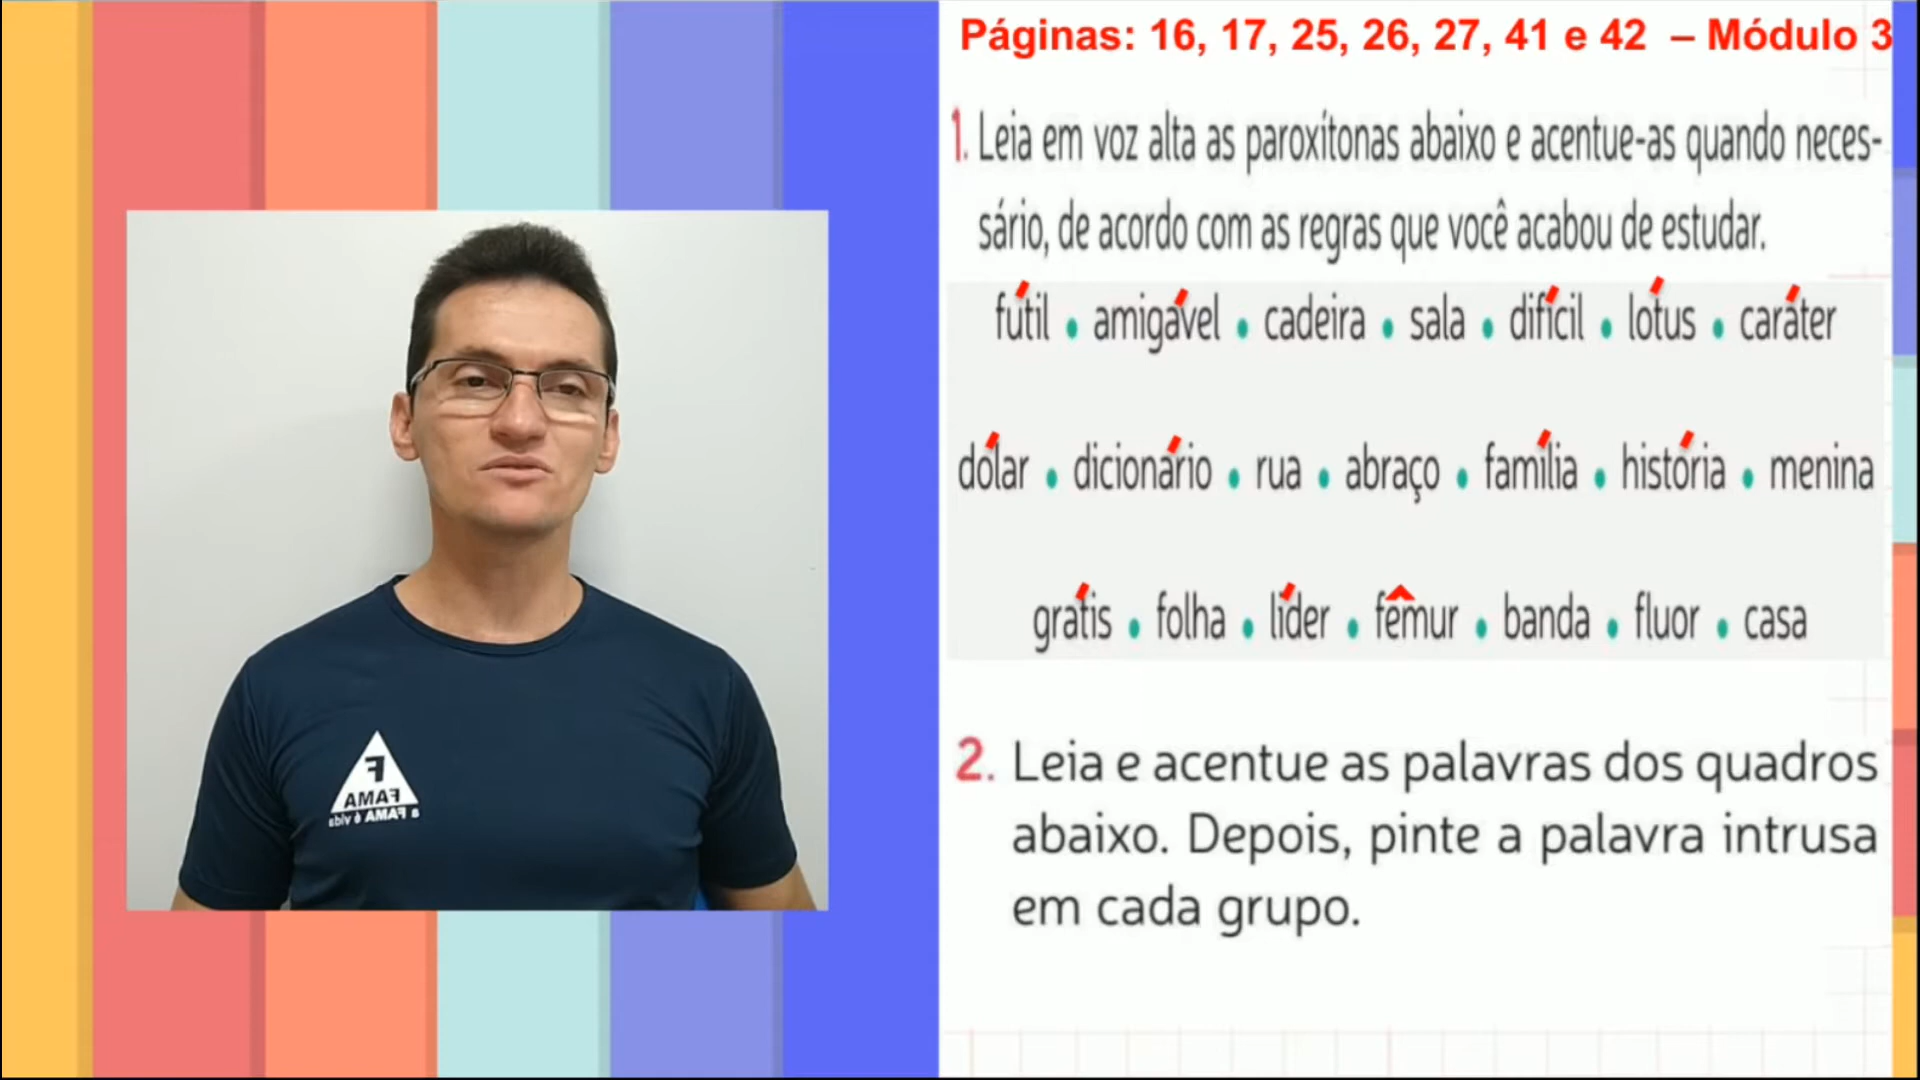 Páginas: 16, 17, 25, 26, 27, 41 e 42 – Módulo 3
1. Leia em voz alta as paroxítonas abaixo e acentue-as quando neces-
sário, de acordo com as regras que você acabou de estudar.
fútil • amigável • cadeira • sala • difícil • lótus • caráter
dólar • dicionário • rua • abraço • família • história • menina
grátis • folha • líder • fêmur • banda • fluor • casa
2. Leia e acentue as palavras dos quadros
abaixo. Depois, pinte a palavra intrusa
em cada grupo.
F
FAMA
a FAMA é vida